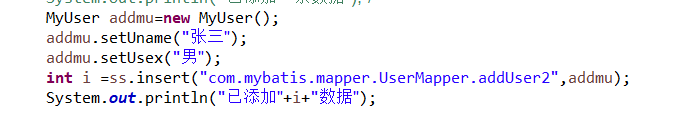 MyUser addmu=new MyUser();
addmu.setUname("张三");
addmu.setUsex("男");
int i =ss.insert("com.mybatis.mapper.UserMapper.addUser2",addmu);
System.out.println("已添加"+i+"数据");